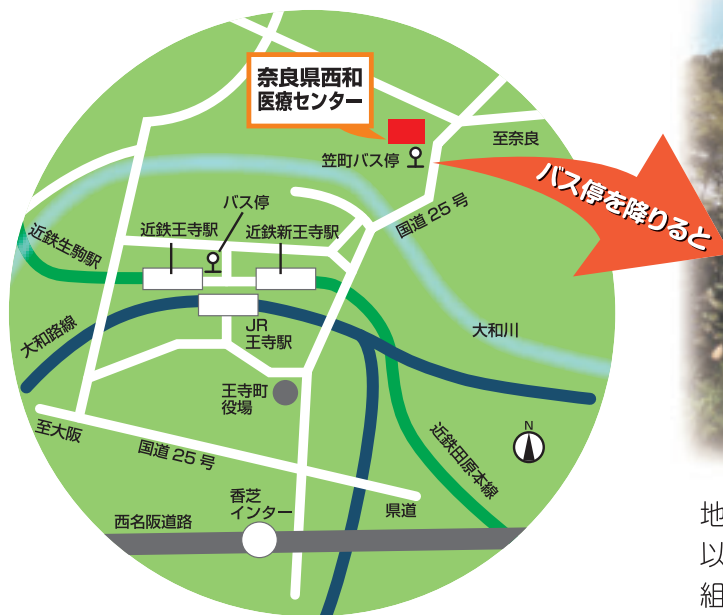 奈良県西和
医療センター
至奈良
笠町バス停
バス停を降りると
国道25号
バス停
近鉄王寺駅
近鉄新王寺駅
近鉄生駒駅
大和路線
JR
王寺駅
大和川
王寺町
役場
N
至大阪
国道25号
近鉄田原本線
香芝
インター
県道
西名阪道路
地
以
組